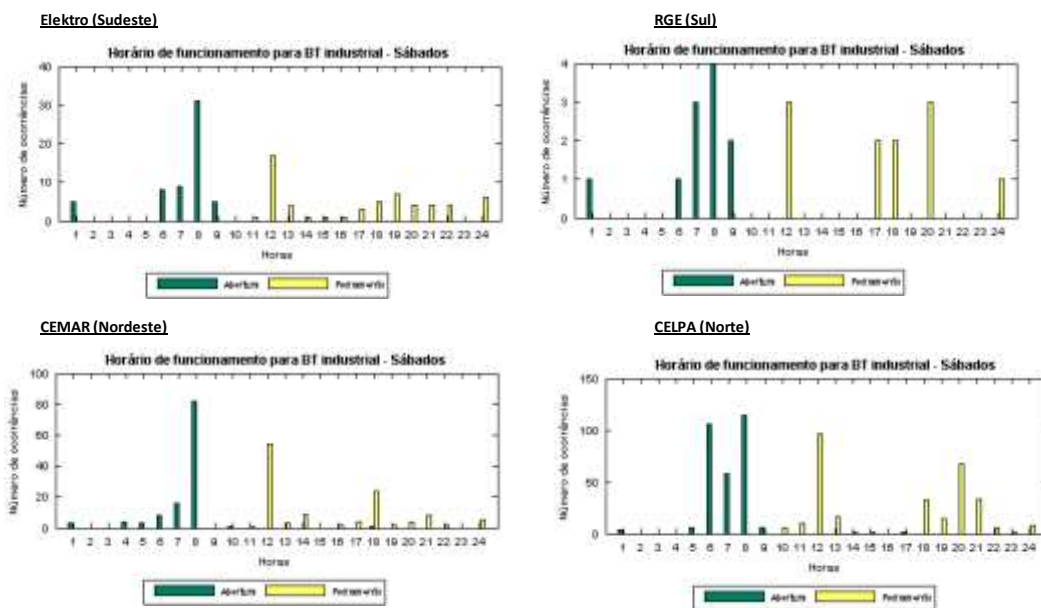 Elektro (Sudeste)
Horário de funcionamento para BT industrial - Sábados
Número de ocorrências
40
30
20
10
0
1 2 3 4 5 6 7 8 9 10 11 12 13 14 15 16 17 18 19 20 21 22 23 24
Horas
Abertura Fechamento
RGE (Sul)
Horário de funcionamento para BT industrial - Sábados
Número de ocorrências
4
3
2
1
0
1 2 3 4 5 6 7 8 9 10 11 12 13 14 15 16 17 18 19 20 21 22 23 24
Horas
Abertura Fechamento
CEMAR (Nordeste)
Horário de funcionamento para BT industrial - Sábados
Número de ocorrências
100
80
60
40
20
0
1 2 3 4 5 6 7 8 9 10 11 12 13 14 15 16 17 18 19 20 21 22 23 24
Horas
Abertura Fechamento
CELPA (Norte)
Horário de funcionamento para BT industrial - Sábados
Número de ocorrências
150
100
50
0
1 2 3 4 5 6 7 8 9 10 11 12 13 14 15 16 17 18 19 20 21 22 23 24
Horas
Abertura Fechamento